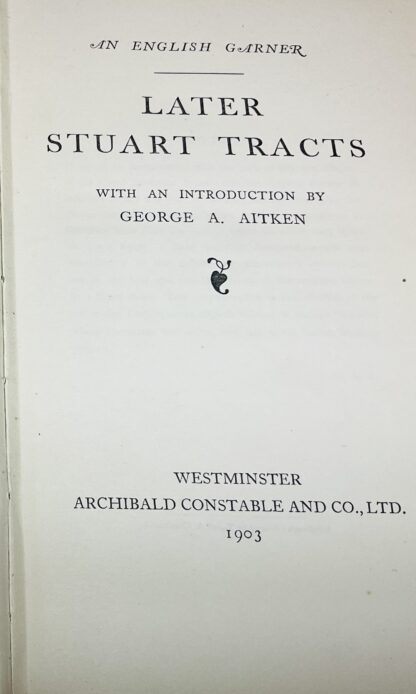 AN ENGLISH GARNER
LATER
STUART TRACTS
WITH AN INTRODUCTION BY
GEORGE A. AITKEN
WESTMINSTER
ARCHIBALD CONSTABLE AND CO., LTD.
1903